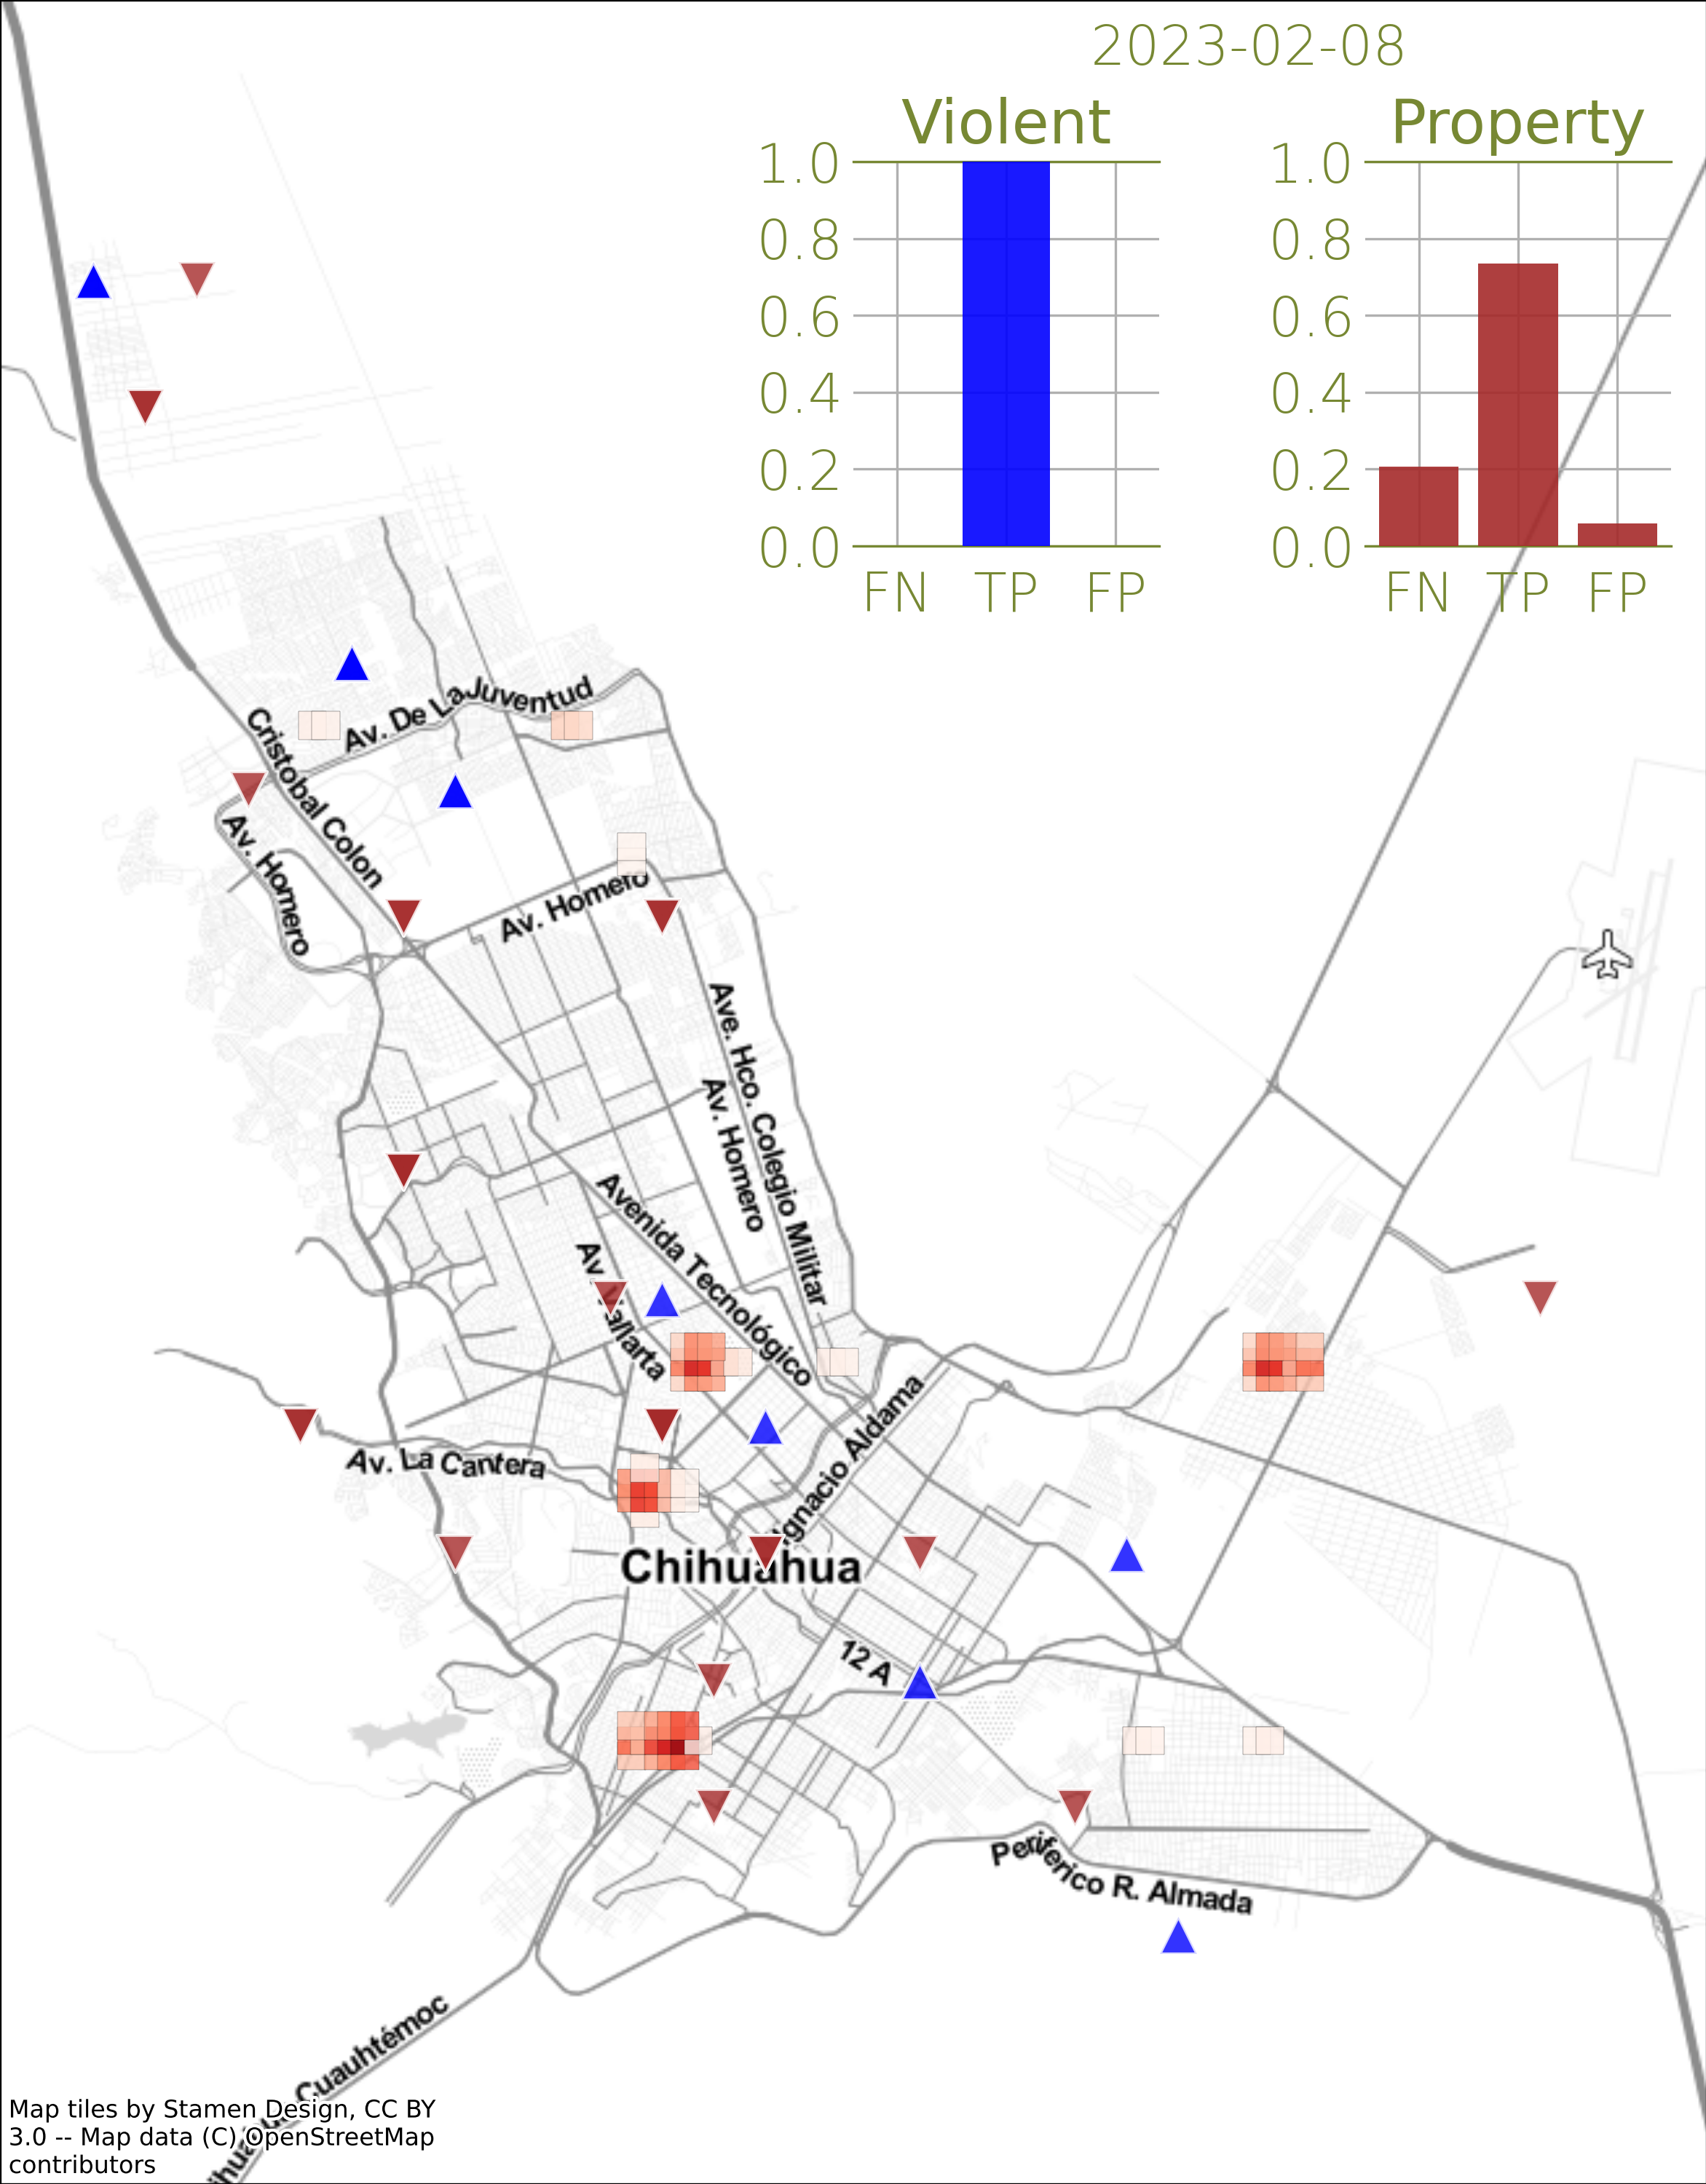 2023-02-08
Violent
Property
1.0
0.8
0.6
0.4
0.2
0.0
FN TP FP
1.0
0.8
0.6
0.4
0.2
0.0
FN TP FP
Av. De La Juventud
Cristobal Colon
Av. Homero
Av. Homero
Ave. Hco. Colegio Militar
Av. Homero
Avenida Tecnológico
Av. Vallarta
Ignacio Aldama
Av. La Cantera
Chihuahua
12 A
Periferico R. Almada
Cuauhtémoc
Map tiles by Stamen Design, CC BY
3.0 -- Map data (C) OpenStreetMap
contributors